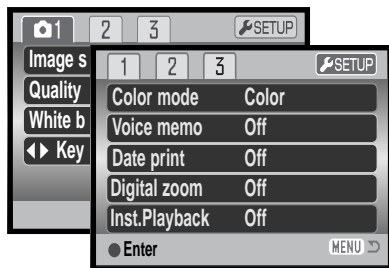 1 2 3 SETUP
Image s
Quality
White b
Key
1 2 3 SETUP
Color mode Color
Voice memo Off
Date print Off
Digital zoom Off
Inst.Playback Off
Enter MENU